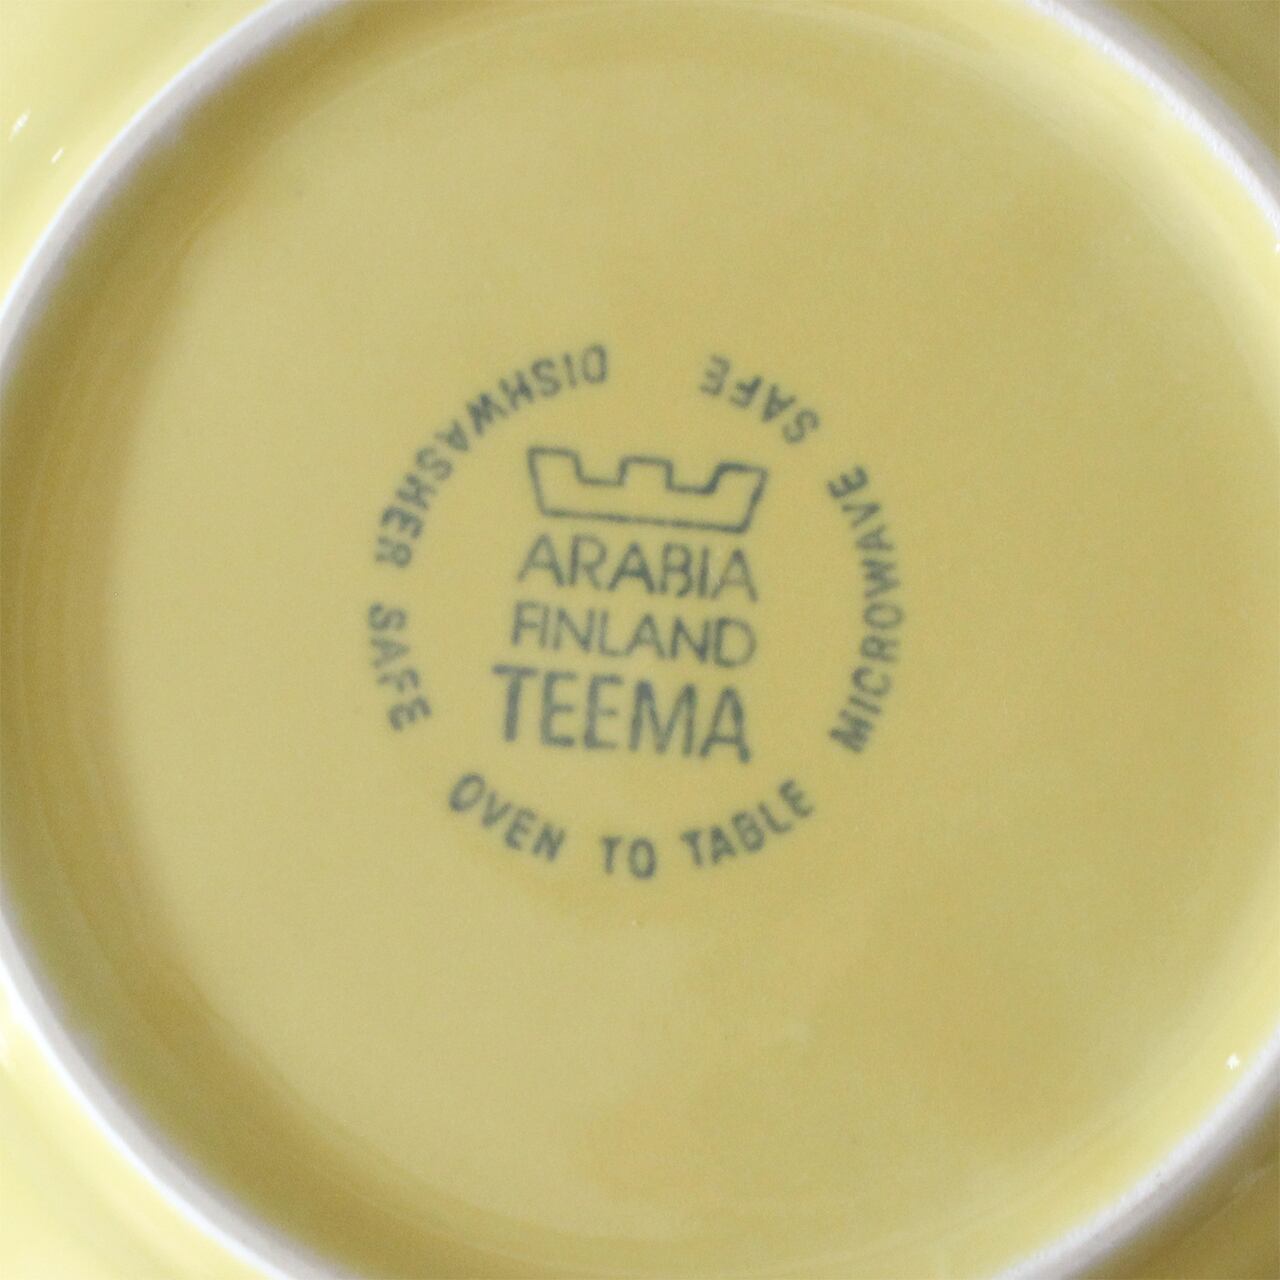 ARABIA
FINLAND
TEEMA
DISHWASHER SAFE
OVEN TO TABLE
MICROWAVE SAFE